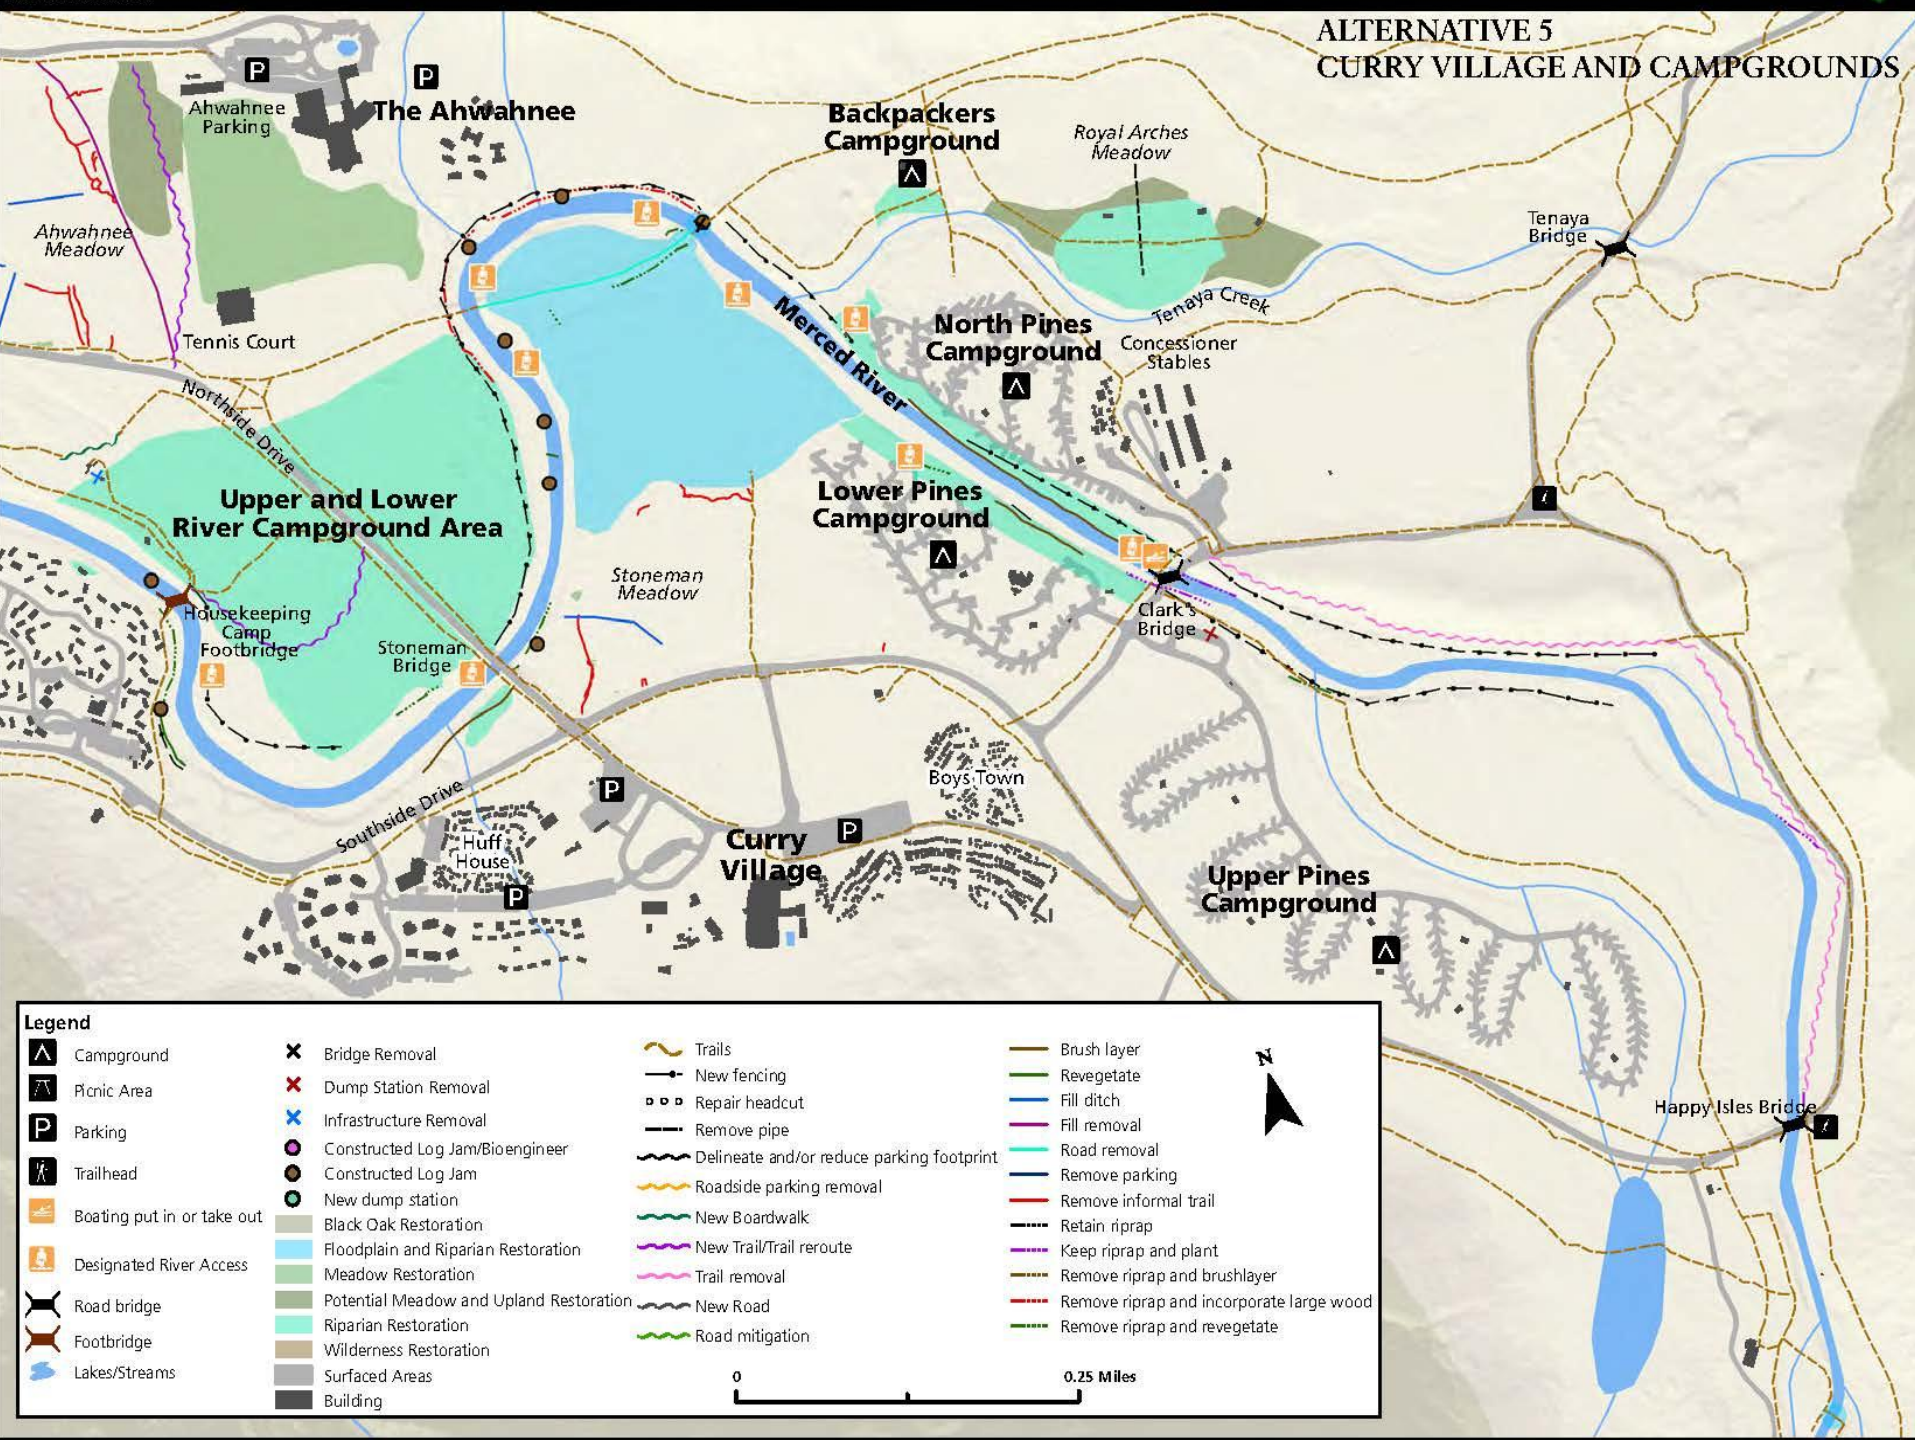 ALTERNATIVE 5
CURRY VILLAGE AND CAMPGROUNDS
P
P
Ahwahnee
Parking
The Ahwahnee
Backpackers
Campground
Royal Arches
Meadow
Ahwahnee
Meadow
Tenaya
Bridge
Tenaya Creek
Merced River
North Pines
Campground
Concessioner
Stables
Tennis Court
Northside Drive
Upper and Lower
River Campground Area
Lower Pines
Campground
i
Stoneman
Meadow
Housekeeping
Camp
Footbridge
Clark's
Bridge
Stoneman
Bridge
Boys Town
P
Southside Drive
Huff
House
Curry
Village
P
P
Upper Pines
Campground
Happy Isles Bridge
i
Legend
Campground
Picnic Area
P Parking
Trailhead
Boating put in or take out
Designated River Access
Road bridge
Footbridge
Lakes/Streams
Bridge Removal
Dump Station Removal
Infrastructure Removal
Constructed Log Jam/Bioengineer
Constructed Log Jam
New dump station
Black Oak Restoration
Floodplain and Riparian Restoration
Meadow Restoration
Potential Meadow and Upland Restoration
Riparian Restoration
Wilderness Restoration
Surfaced Areas
Building
Trails
New fencing
Repair headcut
Remove pipe
Delineate and/or reduce parking footprint
Roadside parking removal
New Boardwalk
New Trail/Trail reroute
Trail removal
New Road
Road mitigation
Brush layer
Revegetate
Fill ditch
Fill removal
Road removal
Remove parking
Remove informal trail
Retain riprap
Keep riprap and plant
Remove riprap and brushlayer
Remove riprap and incorporate large wood
Remove riprap and revegetate
N
0 0.25 Miles